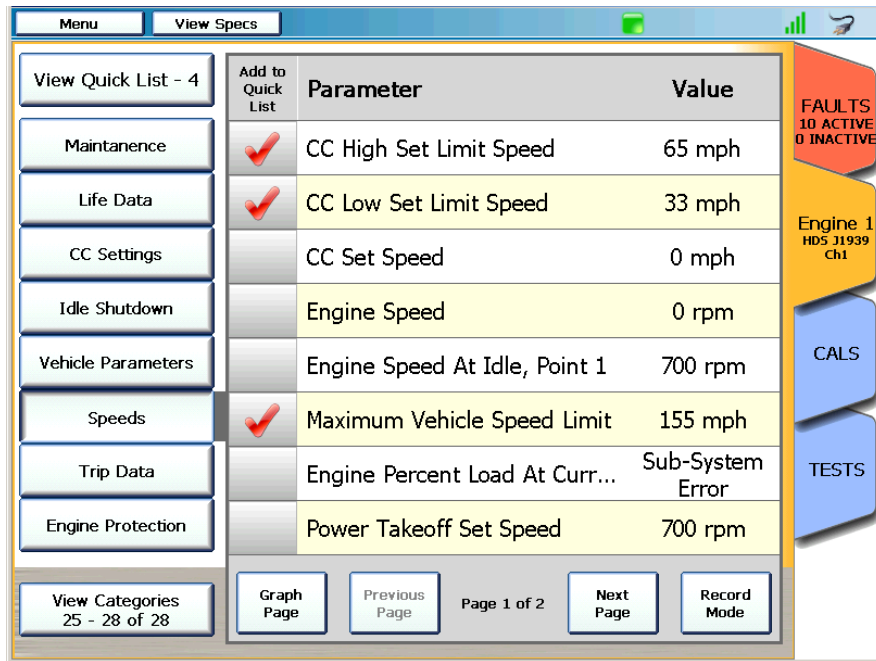 Menu
View Specs
View Quick List - 4
Maintanence
Life Data
CC Settings
Idle Shutdown
Vehicle Parameters
Speeds
Trip Data
Engine Protection
View Categories
25 - 28 of 28
Add to
Quick
List
Parameter Value
CC High Set Limit Speed 65 mph
CC Low Set Limit Speed 33 mph
CC Set Speed 0 mph
Engine Speed 0 rpm
Engine Speed At Idle, Point 1 700 rpm
Maximum Vehicle Speed Limit 155 mph
Engine Percent Load At Curr... Sub-System
Error
Power Takeoff Set Speed 700 rpm
Graph
Page
Previous
Page
Page 1 of 2
Next
Page
Record
Mode
FAULTS
10 ACTIVE
0 INACTIVE
Engine 1
HDS J1939
Ch1
CALS
TESTS